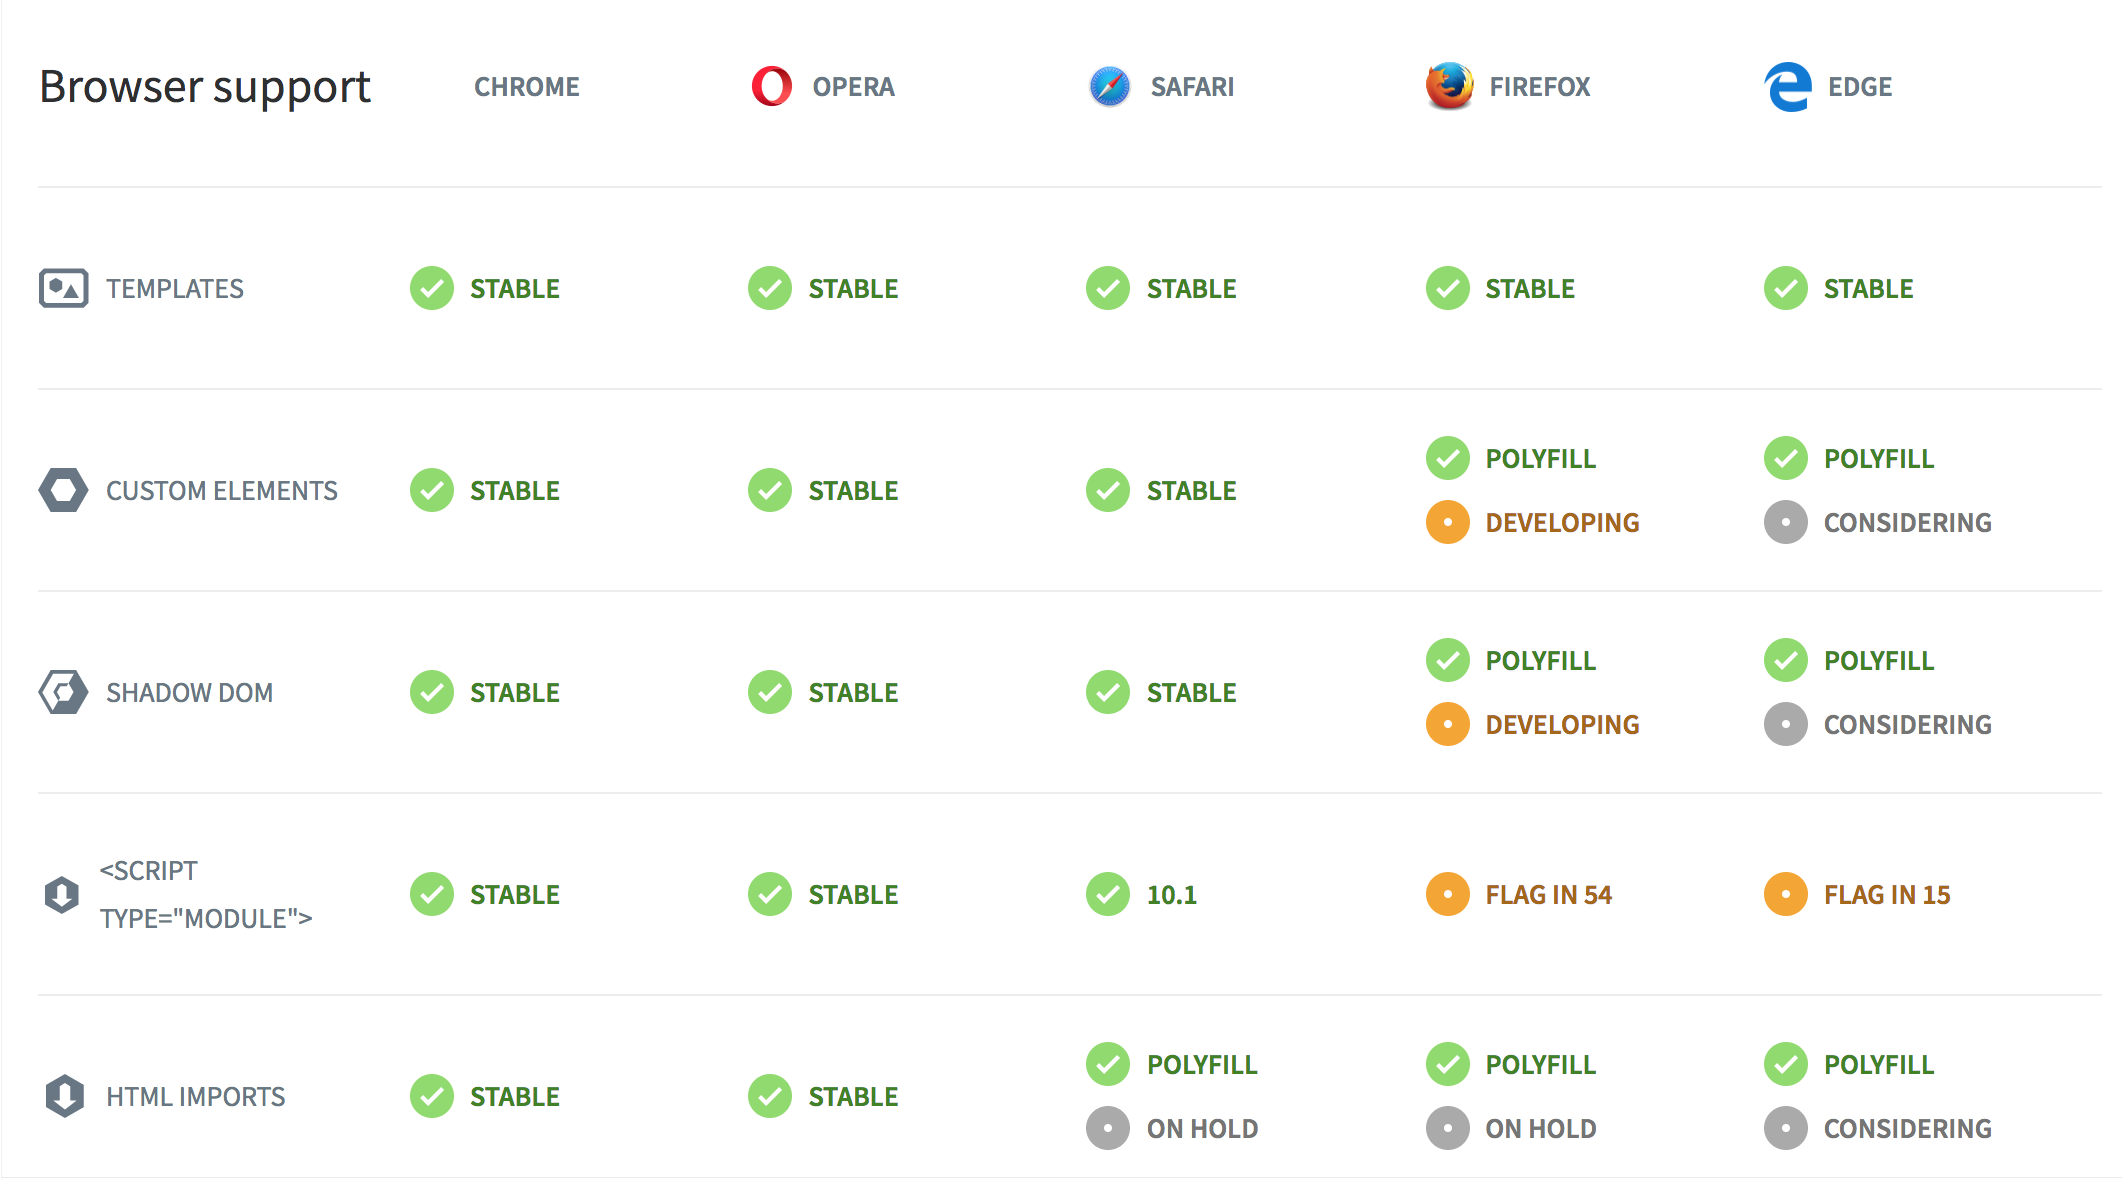 Browser support CHROME OPERA SAFARI FIREFOX EDGE
TEMPLATES STABLE STABLE STABLE STABLE STABLE
CUSTOM ELEMENTS STABLE STABLE STABLE POLYFILL POLYFILL
DEVELOPING CONSIDERING
SHADOW DOM STABLE STABLE STABLE POLYFILL POLYFILL
DEVELOPING CONSIDERING
<SCRIPT
TYPE="MODULE"> STABLE STABLE 10.1 FLAG IN 54 FLAG IN 15
HTML IMPORTS STABLE STABLE POLYFILL POLYFILL POLYFILL
ON HOLD ON HOLD CONSIDERING